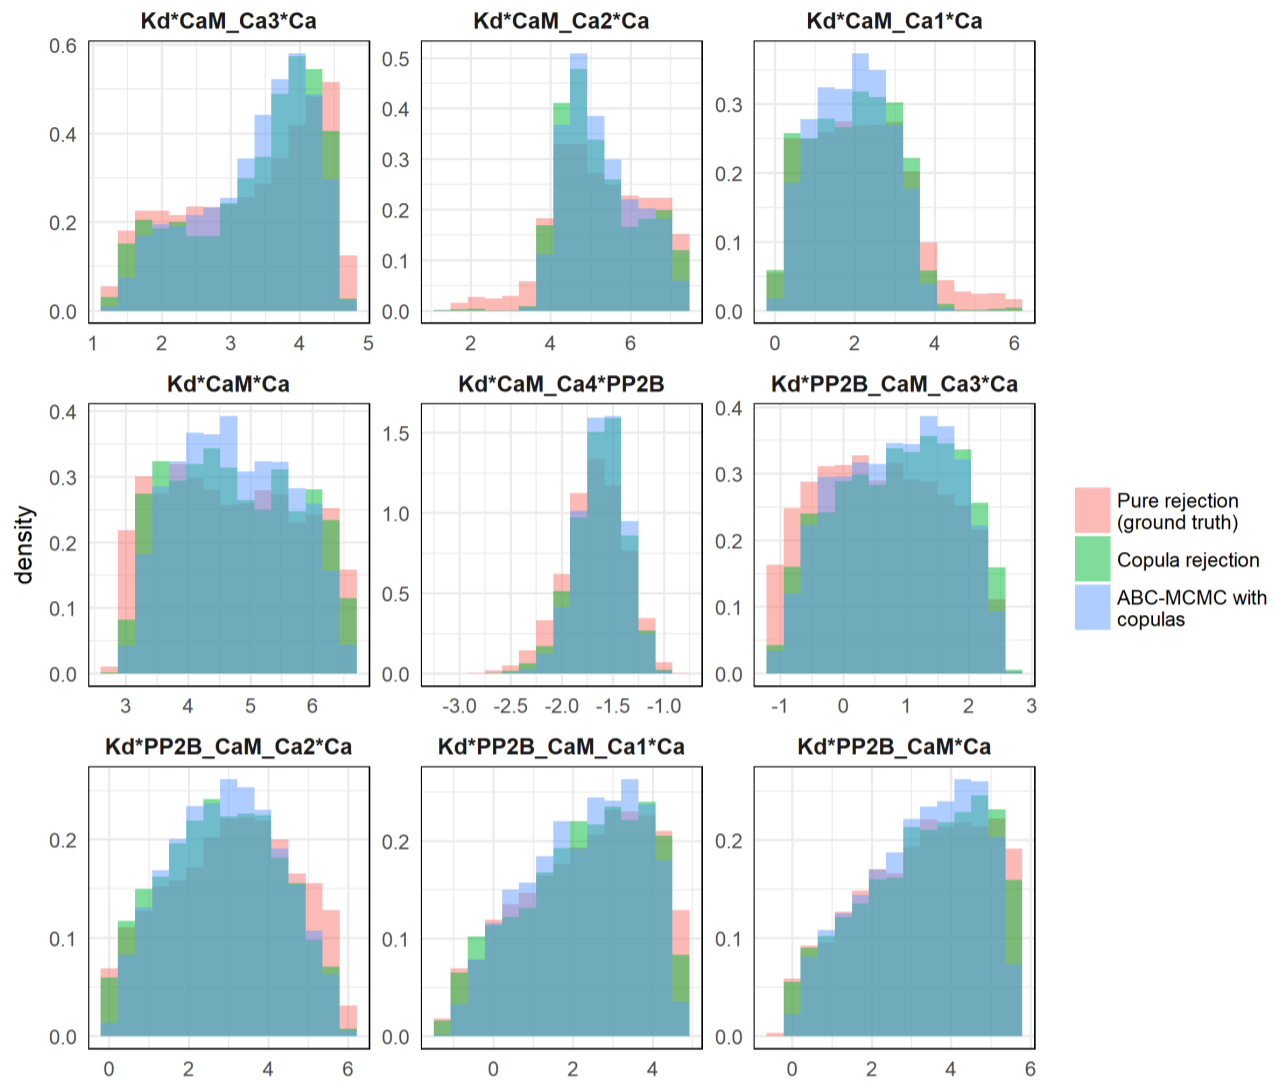 Kd*CaM_Ca3*Ca
Kd*CaM_Ca2*Ca
Kd*CaM_Ca1*Ca
0.6
0.4
0.2
0.0
1 2 3 4 5
0.5
0.4
0.3
0.2
0.1
0.0
2 4 6
0.3
0.2
0.1
0.0
0 2 4 6
Kd*CaM*Ca
Kd*CaM_Ca4*PP2B
Kd*PP2B_CaM_Ca3*Ca
density
0.4
0.3
0.2
0.1
0.0
3 4 5 6
1.5
1.0
0.5
0.0
-3.0 -2.5 -2.0 -1.5 -1.0
0.4
0.3
0.2
0.1
0.0
-1 0 1 2 3
Kd*PP2B_CaM_Ca2*Ca
Kd*PP2B_CaM_Ca1*Ca
Kd*PP2B_CaM*Ca
0.2
0.1
0.0
0 2 4 6
0.2
0.1
0.0
0 2 4
0.2
0.1
0.0
0 2 4 6
Pure rejection
(ground truth)
Copula rejection
ABC-MCMC with
copulas